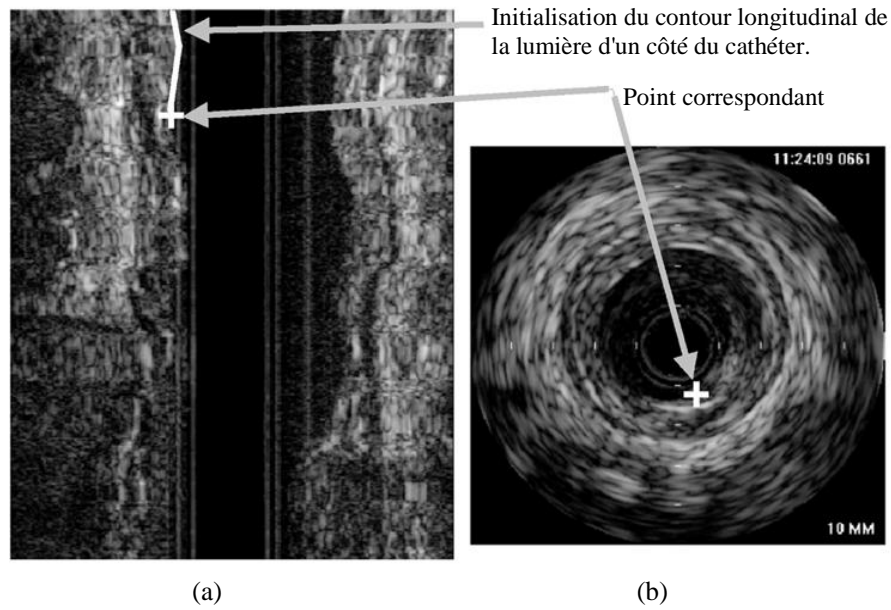 Initialisation du contour longitudinal de
la lumière d'un côté du cathéter.
Point correspondant
11:24:09 0661
10 MM
(a)
(b)